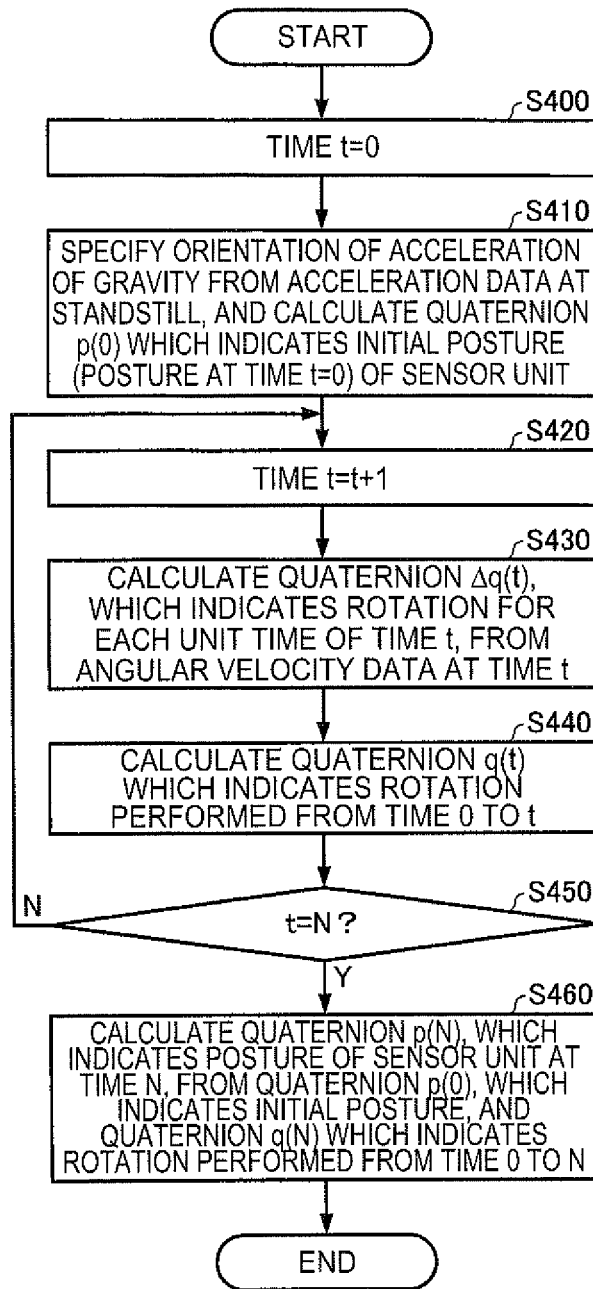 START
S400
TIME t=0
S410
SPECIFY ORIENTATION OF ACCELERATION
OF GRAVITY FROM ACCELERATION DATA AT
STANDSTILL, AND CALCULATE QUATERNION
p(0) WHICH INDICATES INITIAL POSTURE
(POSTURE AT TIME t=0) OF SENSOR UNIT
S420
TIME t=t+1
S430
CALCULATE QUATERNION Δq(t),
WHICH INDICATES ROTATION FOR
EACH UNIT TIME OF TIME t, FROM
ANGULAR VELOCITY DATA AT TIME t
S440
CALCULATE QUATERNION q(t)
WHICH INDICATES ROTATION
PERFORMED FROM TIME 0 TO t
S450
N
t=N?
Y
S460
CALCULATE QUATERNION p(N), WHICH
INDICATES POSTURE OF SENSOR UNIT AT
TIME N, FROM QUATERNION p(0), WHICH
INDICATES INITIAL POSTURE, AND
QUATERNION q(N) WHICH INDICATES
ROTATION PERFORMED FROM TIME 0 TO N
END